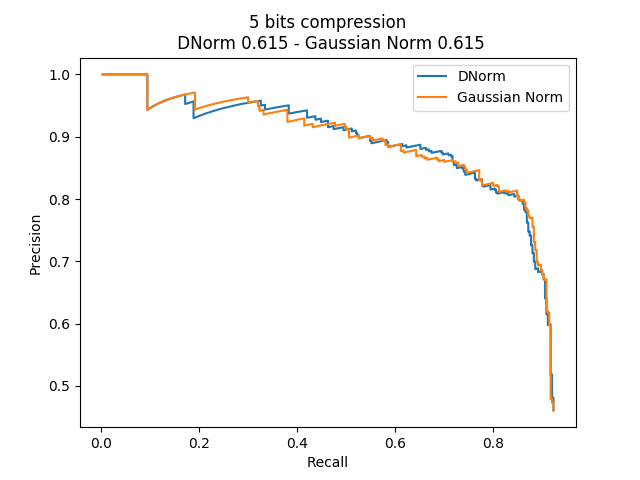 5 bits compression
DNorm 0.615 - Gaussian Norm 0.615
DNorm
Gaussian Norm
1.0
0.9
0.8
0.7
0.6
0.5
Precision
0.0 0.2 0.4 0.6 0.8
Recall